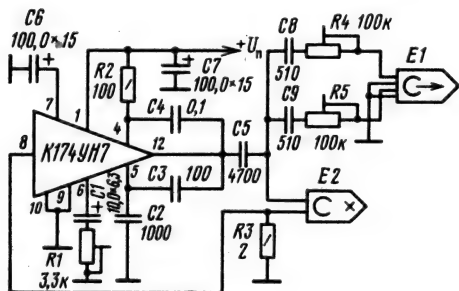 C6
100,0×15
+Uп
R2
100
C7
100,0×15
C8
510
R4 100к
E1
C4
0,1
C9
510
R5
100к
7
1
4
8
К174УН7
12
C5
4700
5
C3
100
E2
10
9
6
C1
10,0×6,3
C2
1000
R3
2
R1
3,3к